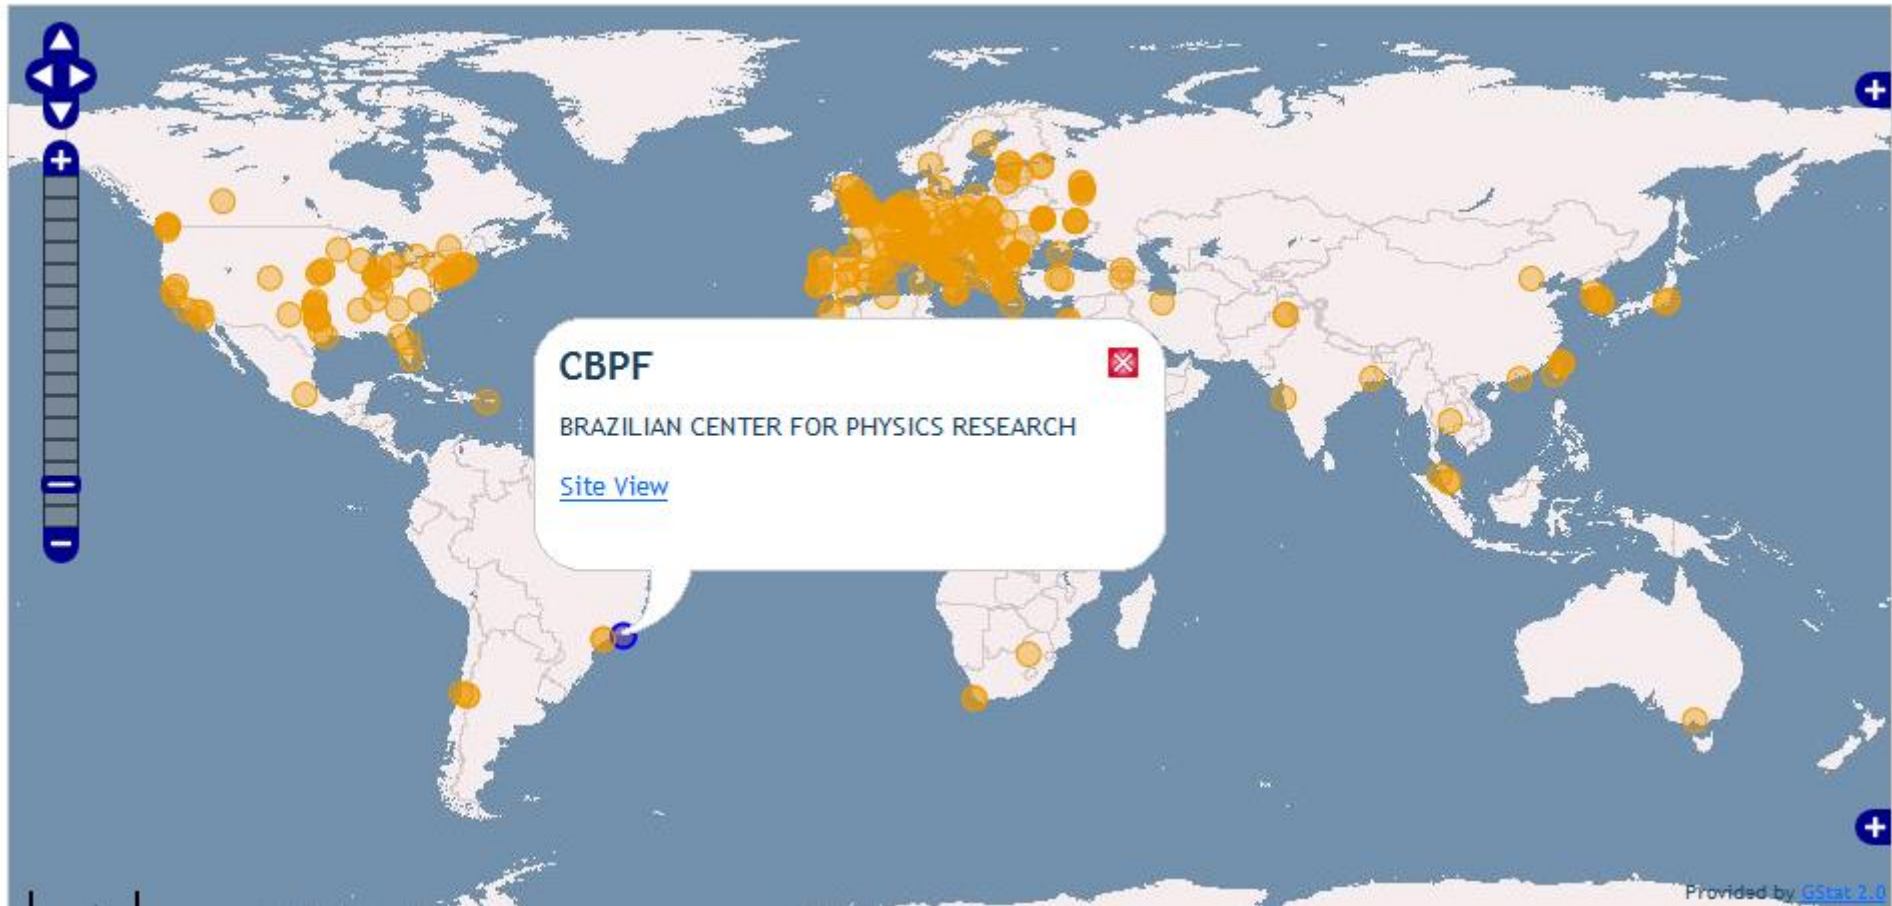 CBPF
BRAZILIAN CENTER FOR PHYSICS RESEARCH
Site View
Provided by GStat 2.0